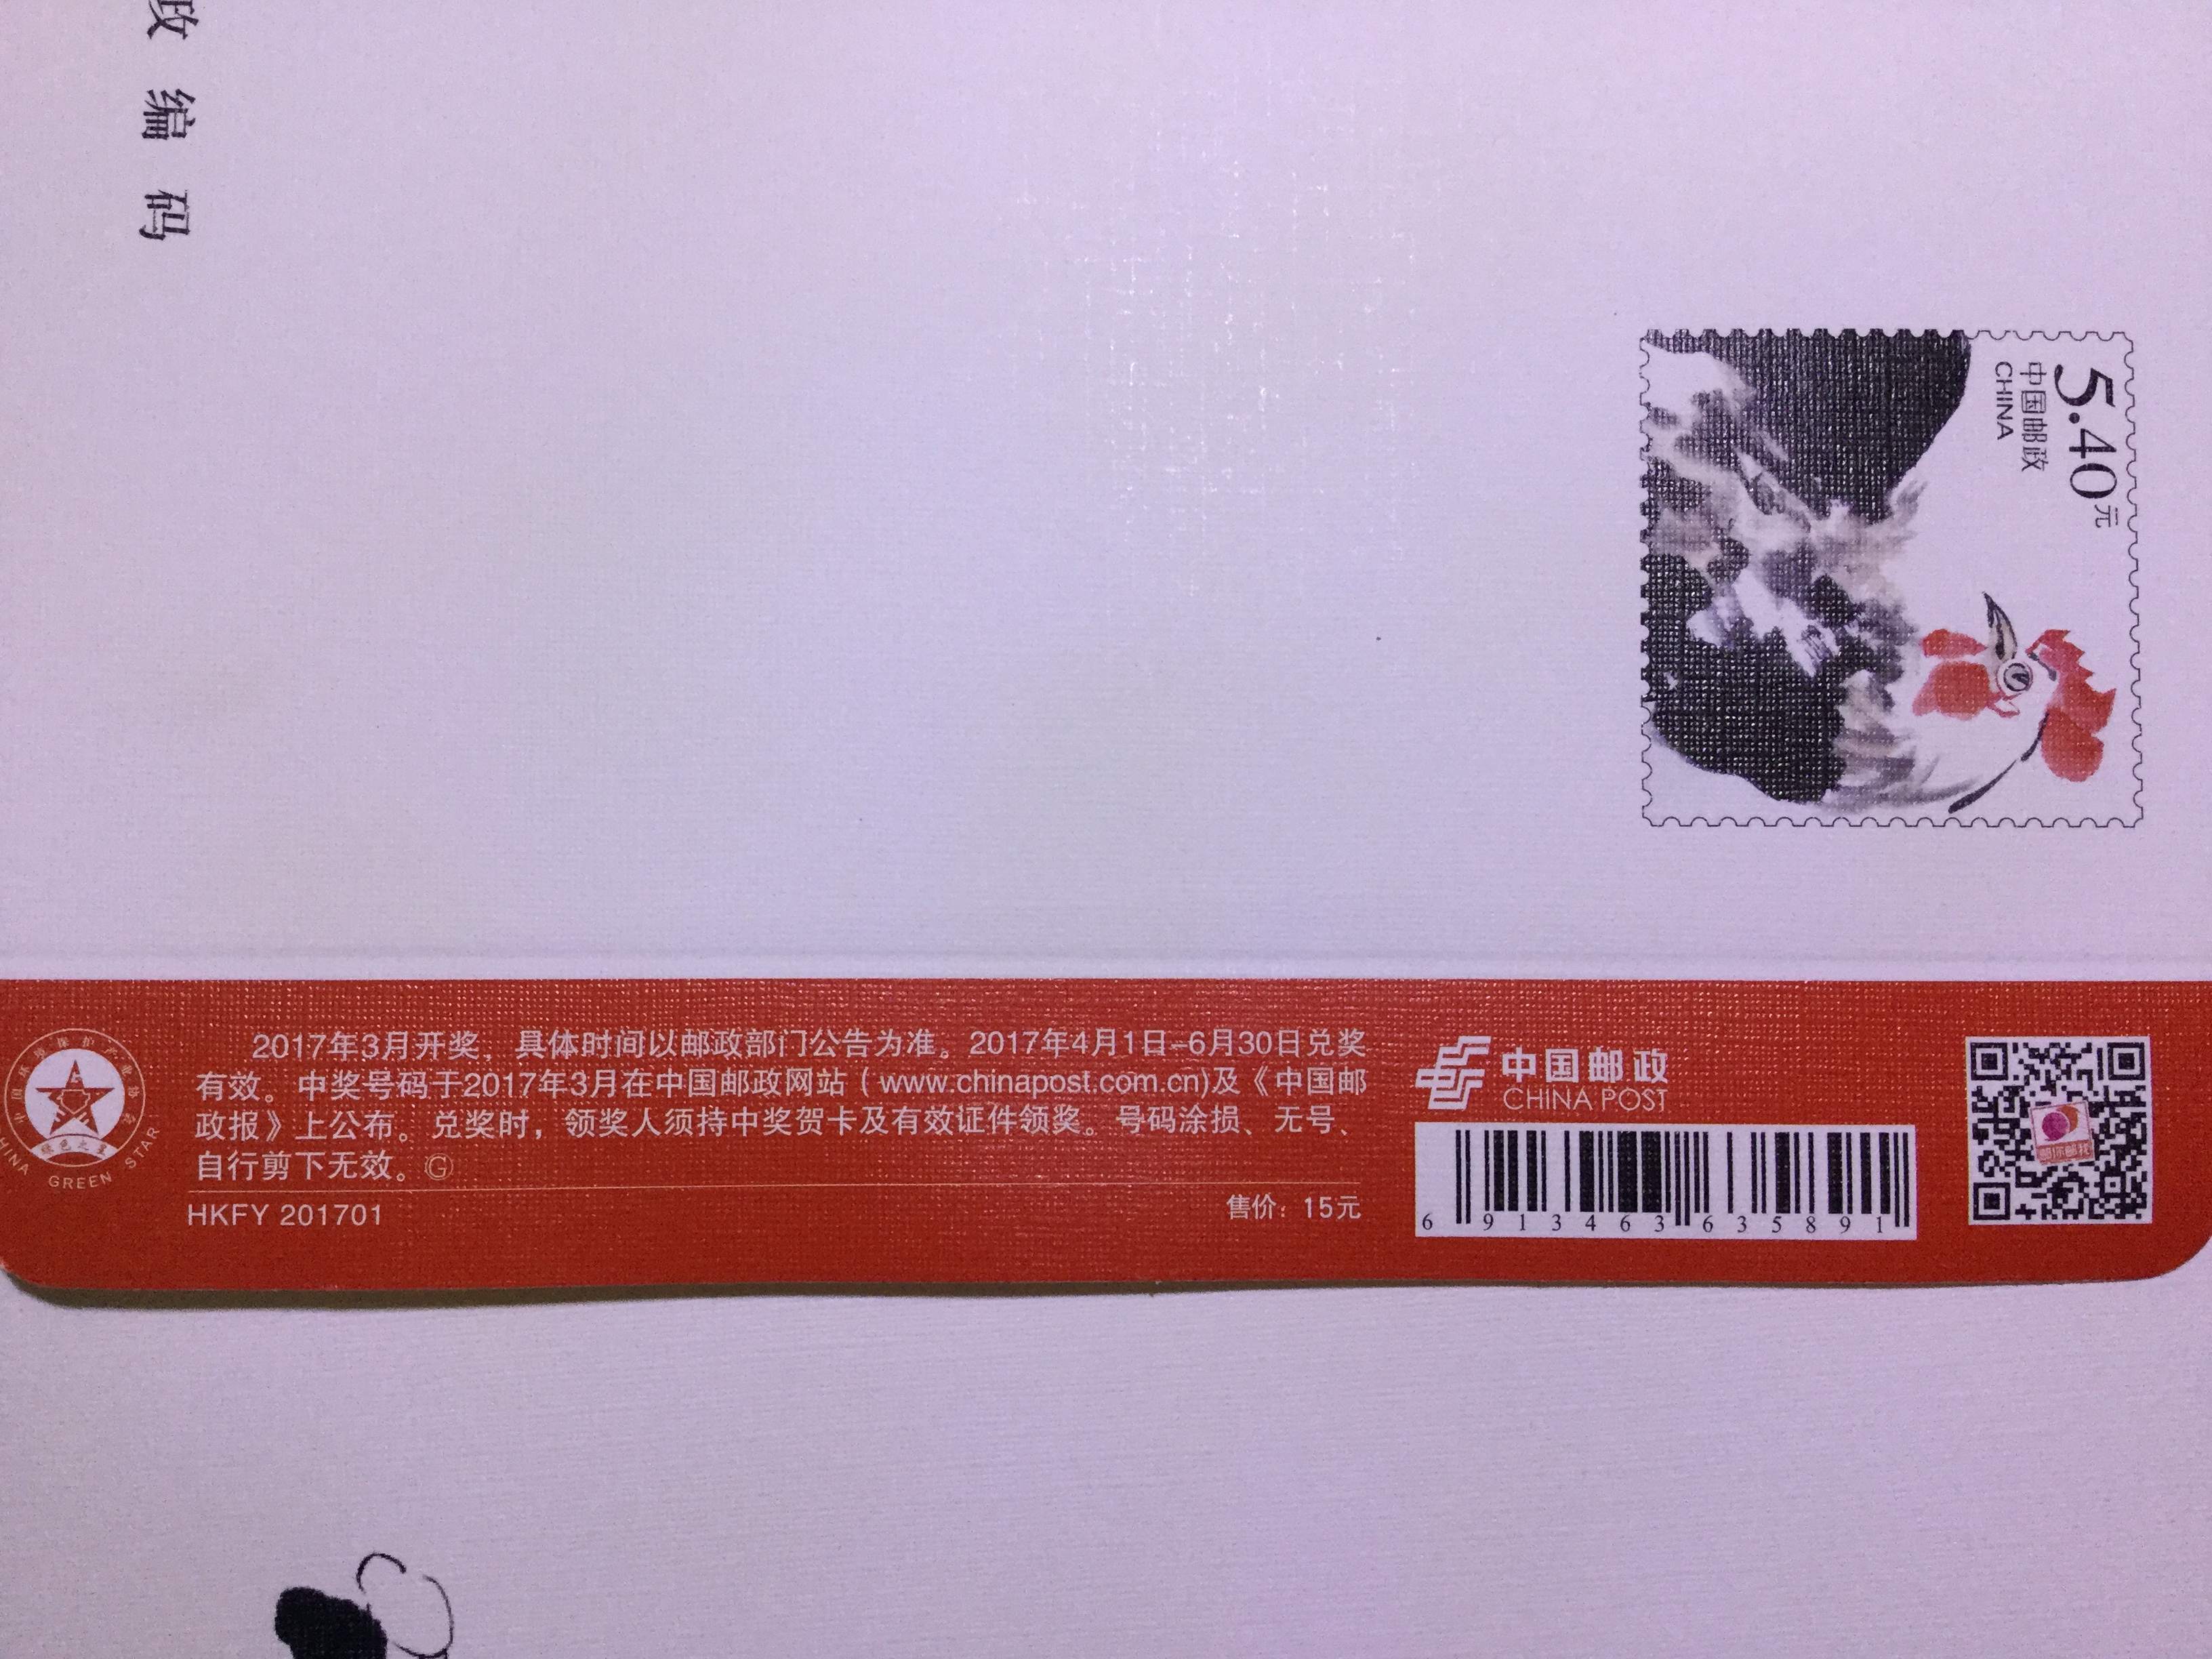 政编码
5.40元
中国邮政
CHINA
2017年3月开奖，具体时间以邮政部门公告为准。2017年4月1日-6月30日兑奖
有效。中奖号码于2017年3月在中国邮政网站（www.chinapost.com.cn)及《中国邮
政报》上公布。兑奖时，领奖人须持中奖贺卡及有效证件领奖。号码涂损、无号、
自行剪下无效。Ⓖ
HKFY 201701
售价：15元
中国邮政
CHINA POST
6 913463 635891
GREEN STAR